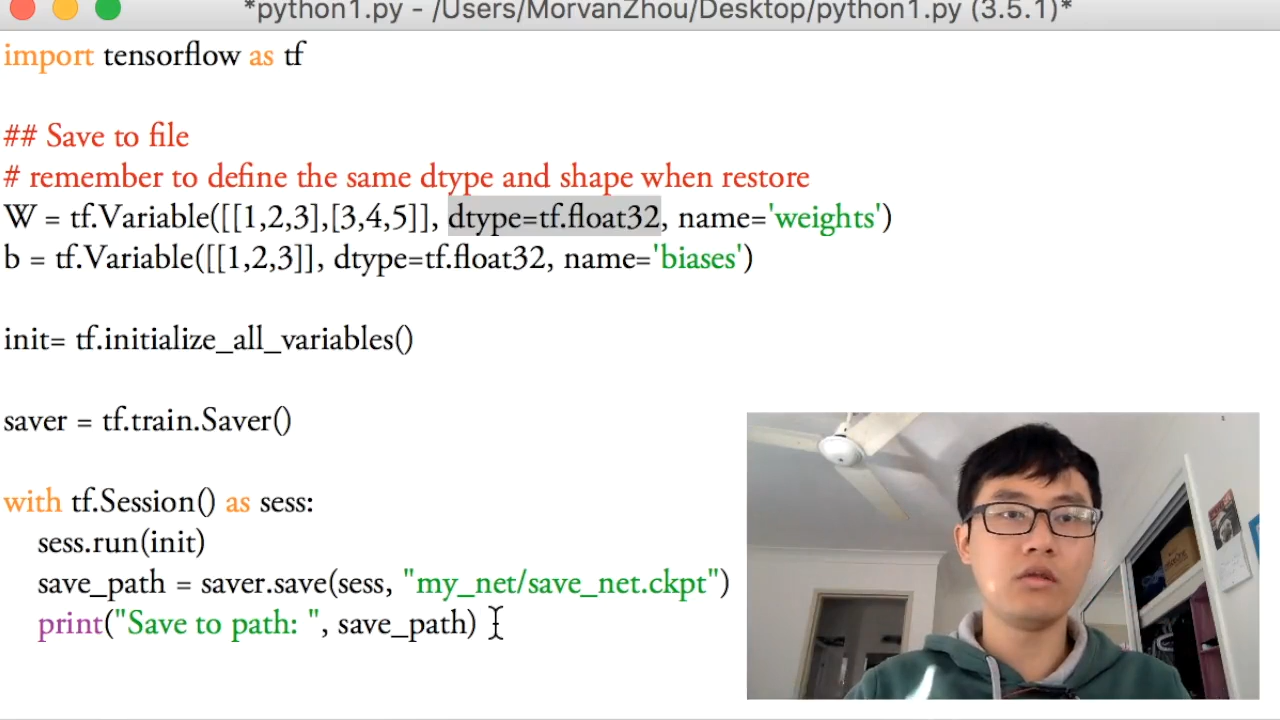 *python1.py - /Users/MorvanZhou/Desktop/python1.py (3.5.1)*
import tensorflow as tf
## Save to file
# remember to define the same dtype and shape when restore
W = tf.Variable([[1,2,3],[3,4,5]], dtype=tf.float32, name='weights')
b = tf.Variable([[1,2,3]], dtype=tf.float32, name='biases')
init= tf.initialize_all_variables()
saver = tf.train.Saver()
with tf.Session() as sess:
    sess.run(init)
    save_path = saver.save(sess, "my_net/save_net.ckpt")
    print("Save to path: ", save_path)